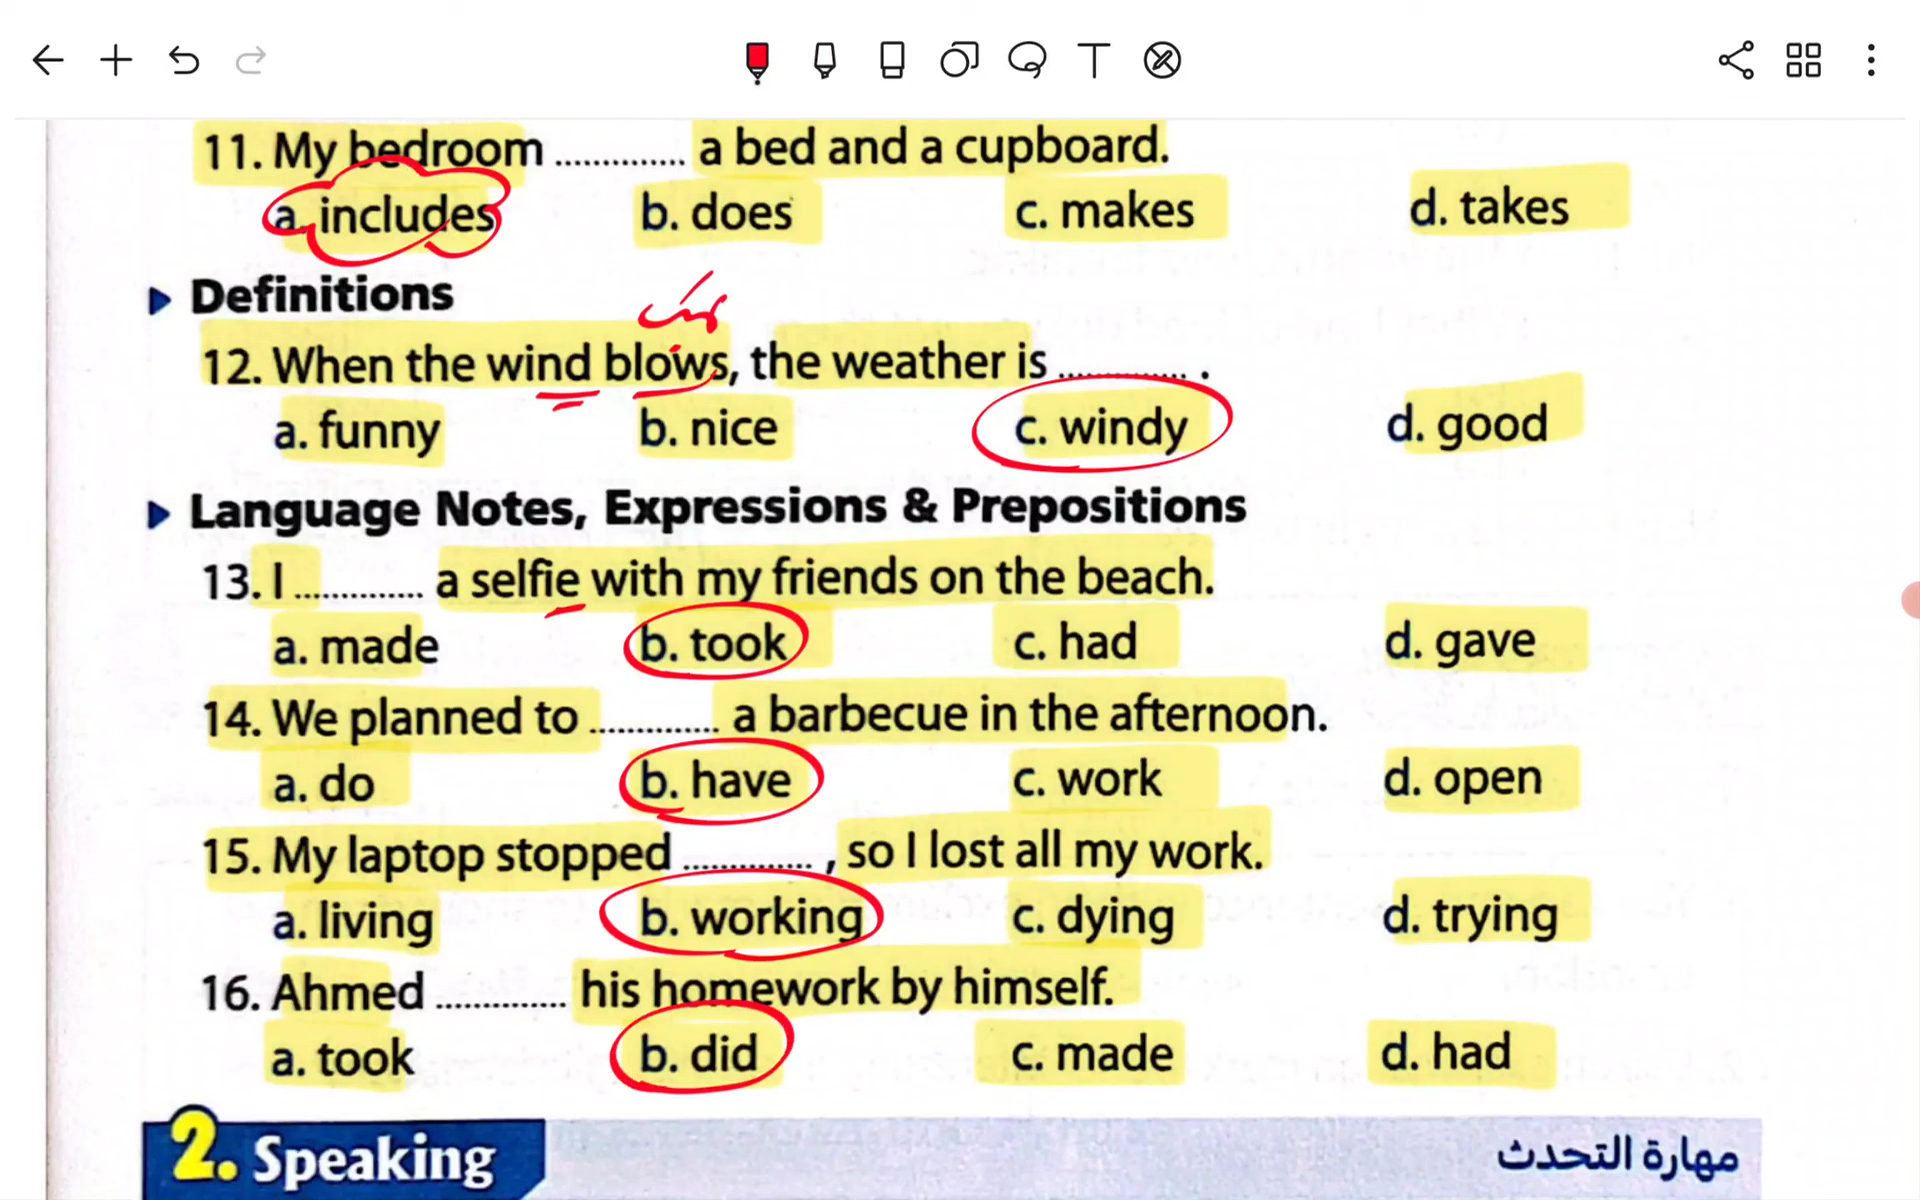 11. My bedroom .............. a bed and a cupboard.
a. includes b. does c. makes d. takes
Definitions
12. When the wind blows, the weather is .............. .
a. funny b. nice c. windy d. good
Language Notes, Expressions & Prepositions
13. I .............. a selfie with my friends on the beach.
a. made b. took c. had d. gave
14. We planned to .............. a barbecue in the afternoon.
a. do b. have c. work d. open
15. My laptop stopped .............. , so I lost all my work.
a. living b. working c. dying d. trying
16. Ahmed .............. his homework by himself.
a. took b. did c. made d. had
2. Speaking مهارة التحدث